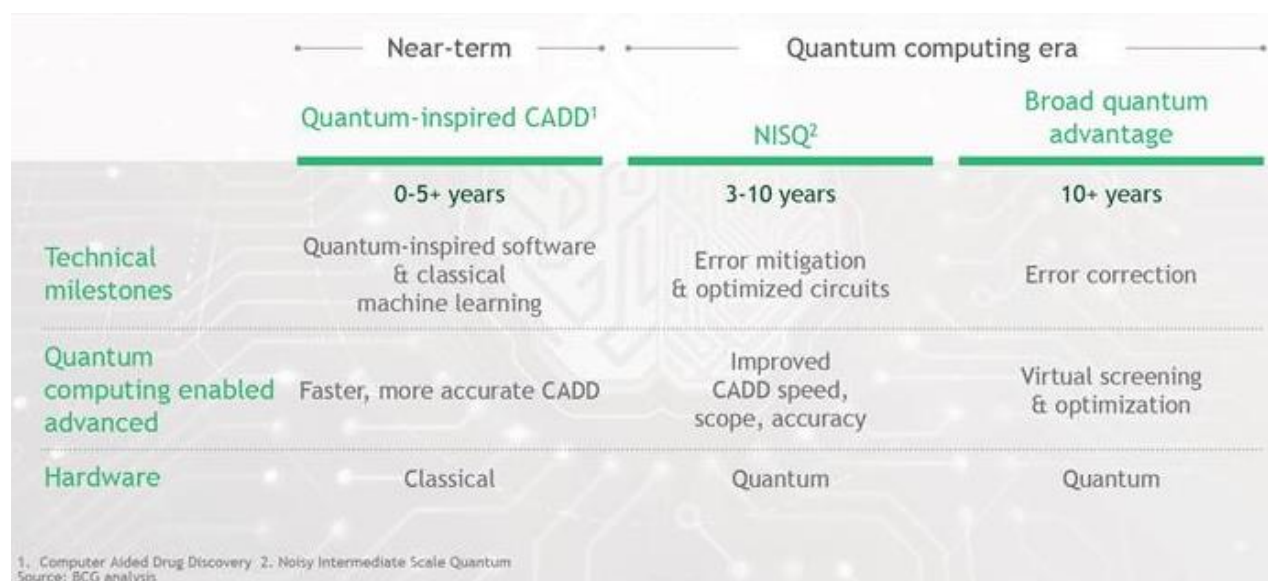 Near-term
Quantum computing era
Quantum-inspired CADD¹
NISQ²
Broad quantum
advantage
0-5+ years
3-10 years
10+ years
Technical
milestones
Quantum-inspired software
& classical
machine learning
Error mitigation
& optimized circuits
Error correction
Quantum
computing enabled
advanced
Faster, more accurate CADD
Improved
CADD speed,
scope, accuracy
Virtual screening
& optimization
Hardware
Classical
Quantum
Quantum
1. Computer Aided Drug Discovery 2. Noisy Intermediate Scale Quantum
Source: BCG analysis